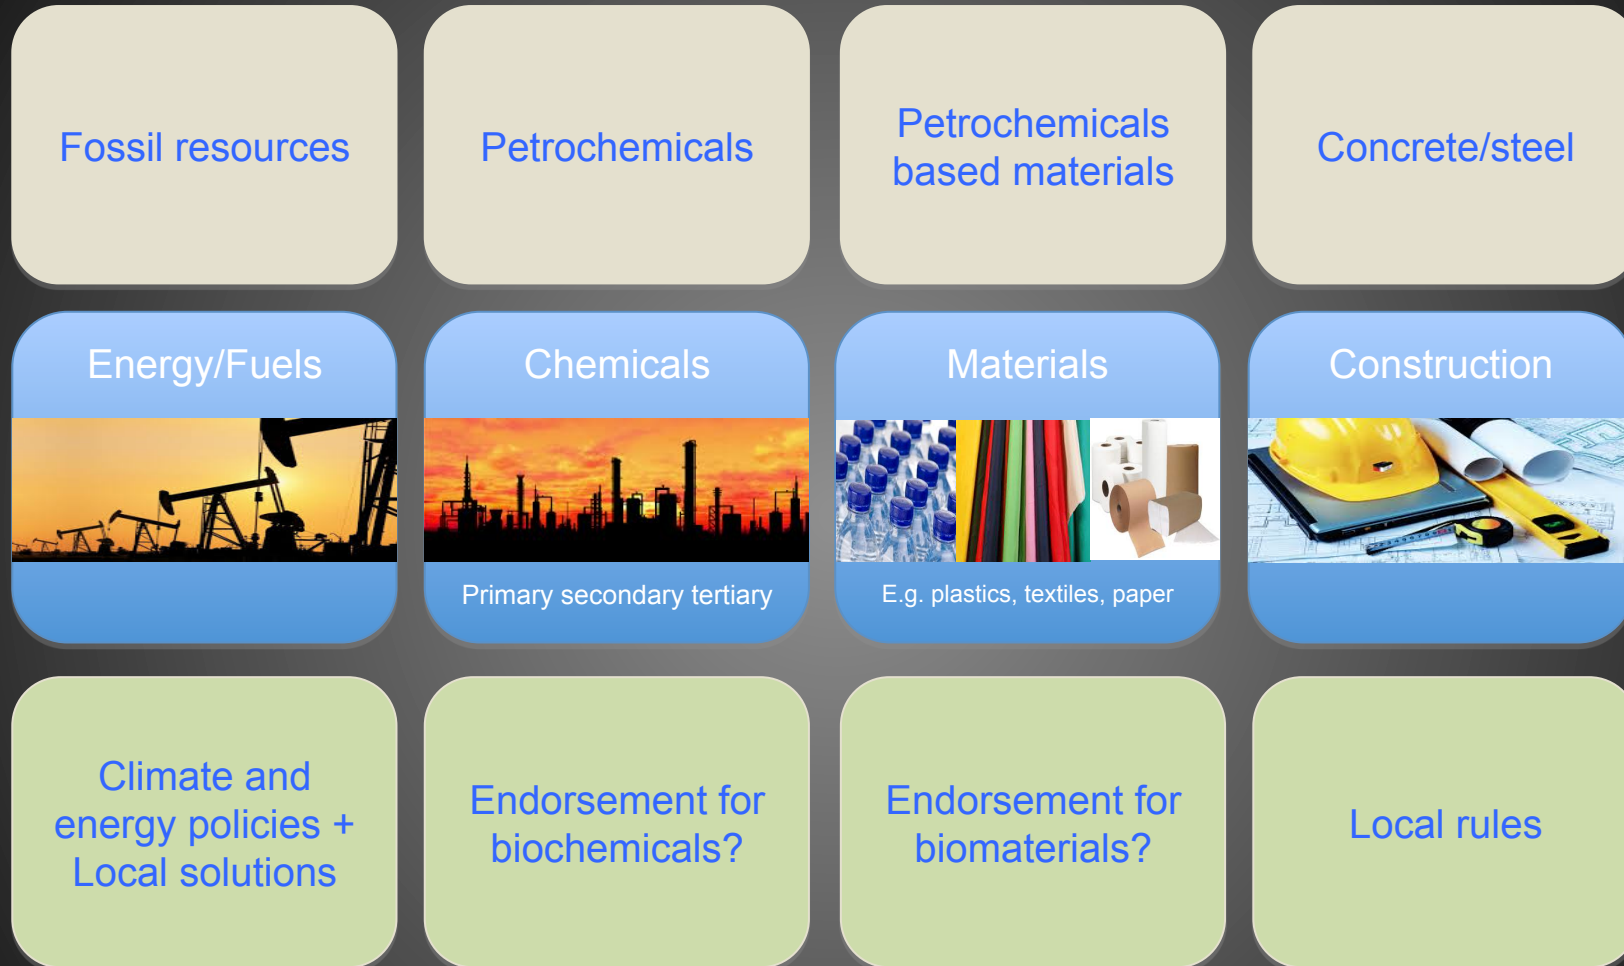 Fossil resources
Petrochemicals
Petrochemicals
based materials
Concrete/steel
Energy/Fuels
Chemicals
Materials
Construction
Primary secondary tertiary
E.g. plastics, textiles, paper
Climate and
energy policies +
Local solutions
Endorsement for
biochemicals?
Endorsement for
biomaterials?
Local rules